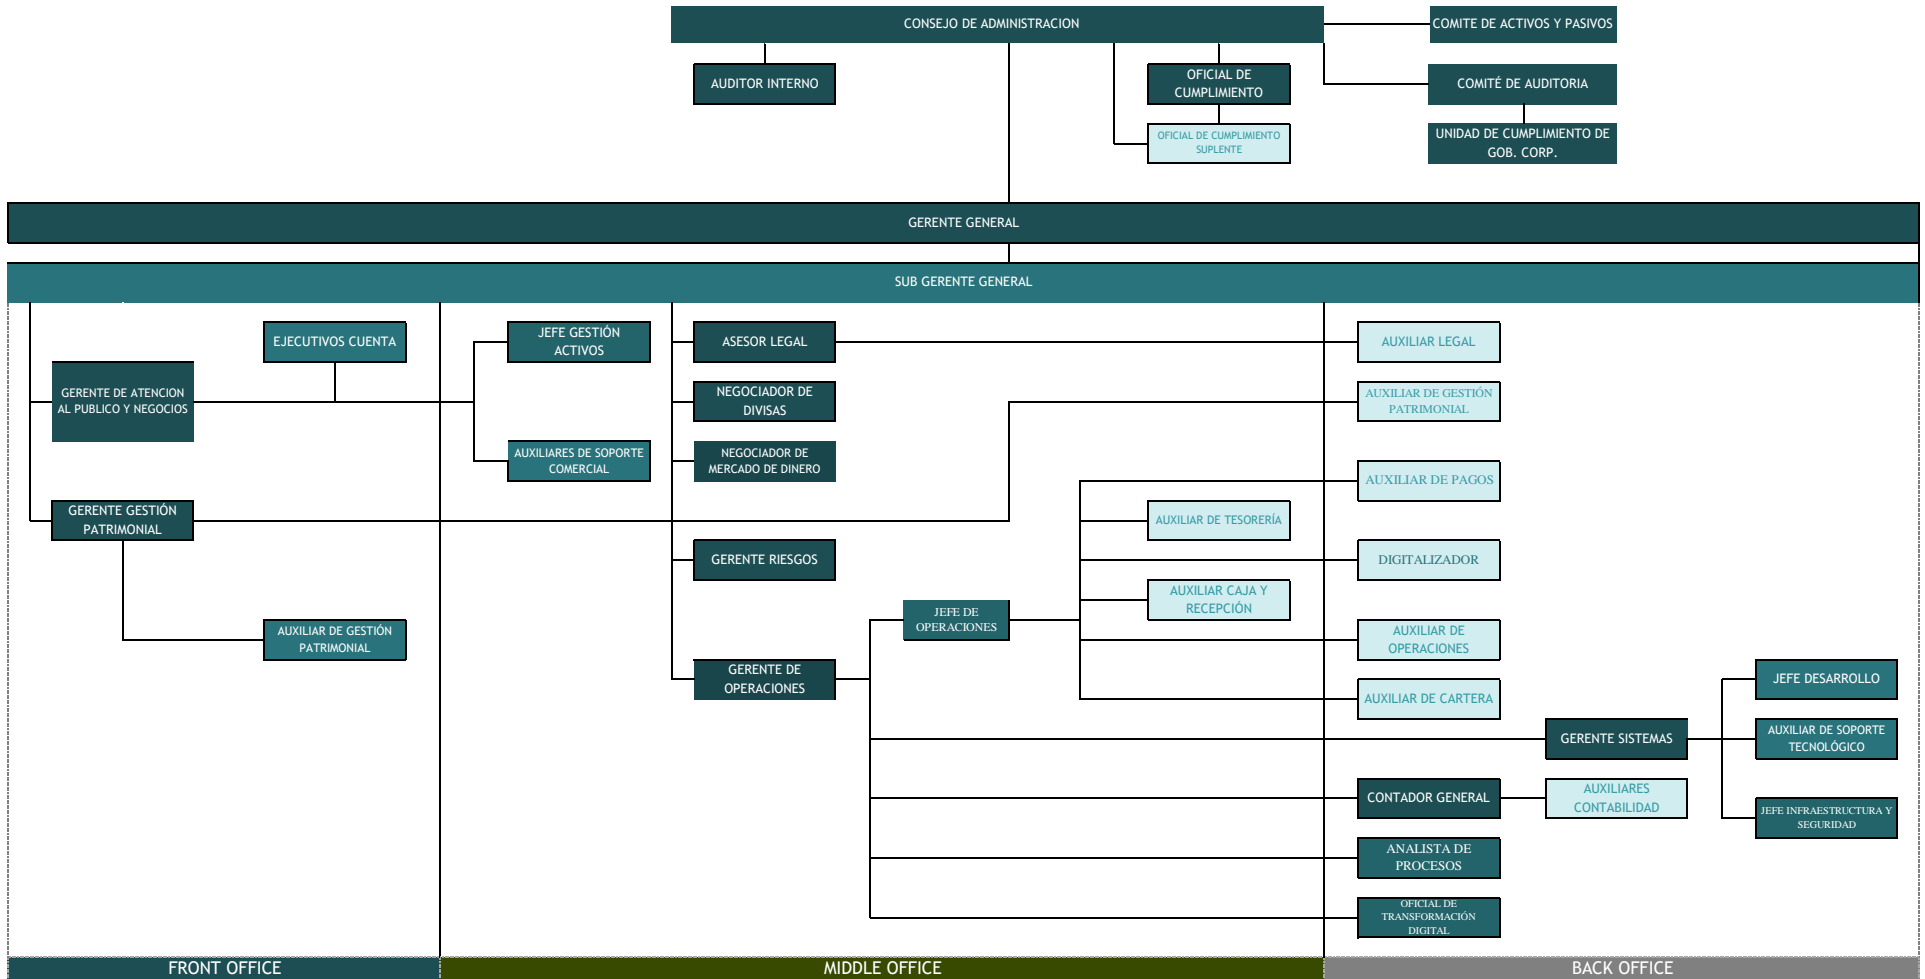 CONSEJO DE ADMINISTRACION
COMITE DE ACTIVOS Y PASIVOS
AUDITOR INTERNO
OFICIAL DE
CUMPLIMIENTO
COMITÉ DE AUDITORIA
OFICIAL DE CUMPLIMIENTO
SUPLENTE
UNIDAD DE CUMPLIMIENTO DE
GOB. CORP.
GERENTE GENERAL
SUB GERENTE GENERAL
EJECUTIVOS CUENTA
JEFE GESTIÓN
ACTIVOS
ASESOR LEGAL
AUXILIAR LEGAL
GERENTE DE ATENCION
AL PUBLICO Y NEGOCIOS
NEGOCIADOR DE
DIVISAS
AUXILIAR DE GESTIÓN
PATRIMONIAL
AUXILIARES DE SOPORTE
COMERCIAL
NEGOCIADOR DE
MERCADO DE DINERO
AUXILIAR DE PAGOS
GERENTE GESTIÓN
PATRIMONIAL
AUXILIAR DE TESORERÍA
GERENTE RIESGOS
DIGITALIZADOR
AUXILIAR CAJA Y
RECEPCIÓN
JEFE DE
OPERACIONES
AUXILIAR DE GESTIÓN
PATRIMONIAL
AUXILIAR DE
OPERACIONES
GERENTE DE
OPERACIONES
AUXILIAR DE CARTERA
JEFE DESARROLLO
GERENTE SISTEMAS
AUXILIAR DE SOPORTE
TECNOLÓGICO
CONTADOR GENERAL
AUXILIARES
CONTABILIDAD
JEFE INFRAESTRUCTURA Y
SEGURIDAD
ANALISTA DE
PROCESOS
OFICIAL DE
TRANSFORMACIÓN
DIGITAL
FRONT OFFICE
MIDDLE OFFICE
BACK OFFICE